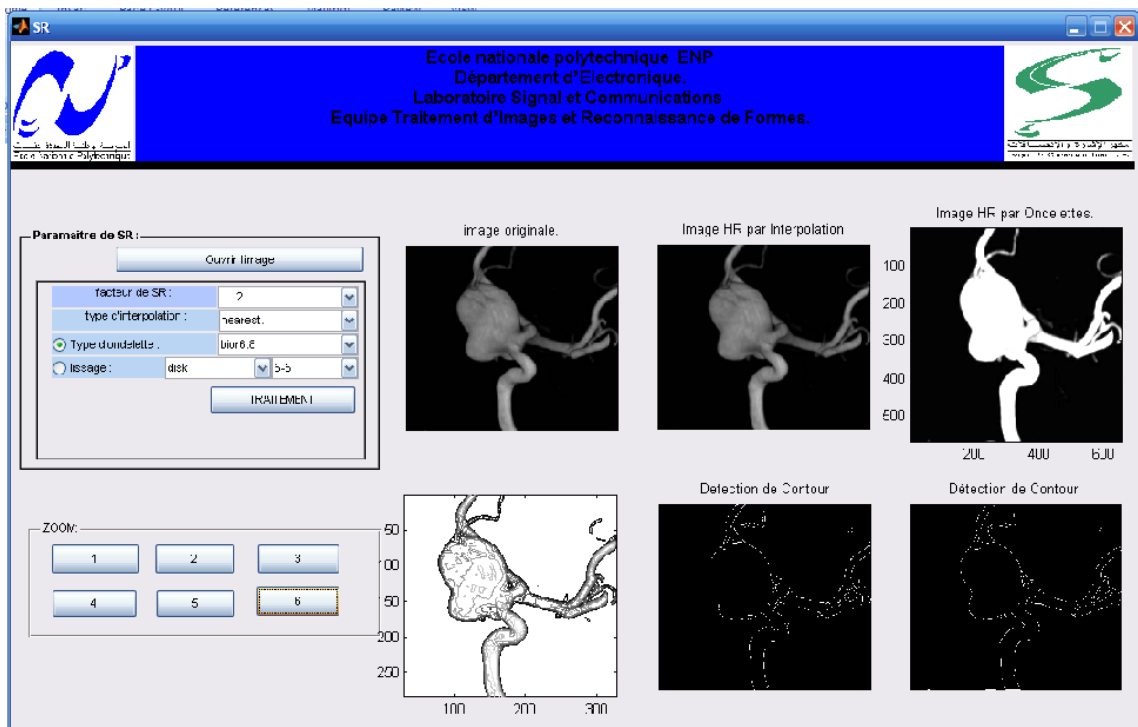 SR
Ecole nationale polytechnique ENP
Département d'Electronique.
Laboratoire Signal et Communications
Equipe Traitement d'Images et Reconnaissance de Formes.
Ecole Nationale Polytechnique
Paramaitre de SR :
Ouvrir l'image
facteur de SR :
2
type d'interpolation :
nearest.
Type d'ondelette :
bior6.8
lissage :
disk
5-5
TRAITEMENT
image originale.
Image HR par Interpolation
Image HR par Ondelettes.
100
200
300
400
500
200 400 600
ZOOM:
1 2 3
4 5 6
50
100
150
200
250
100 200 300
Detection de Contour
Détection de Contour